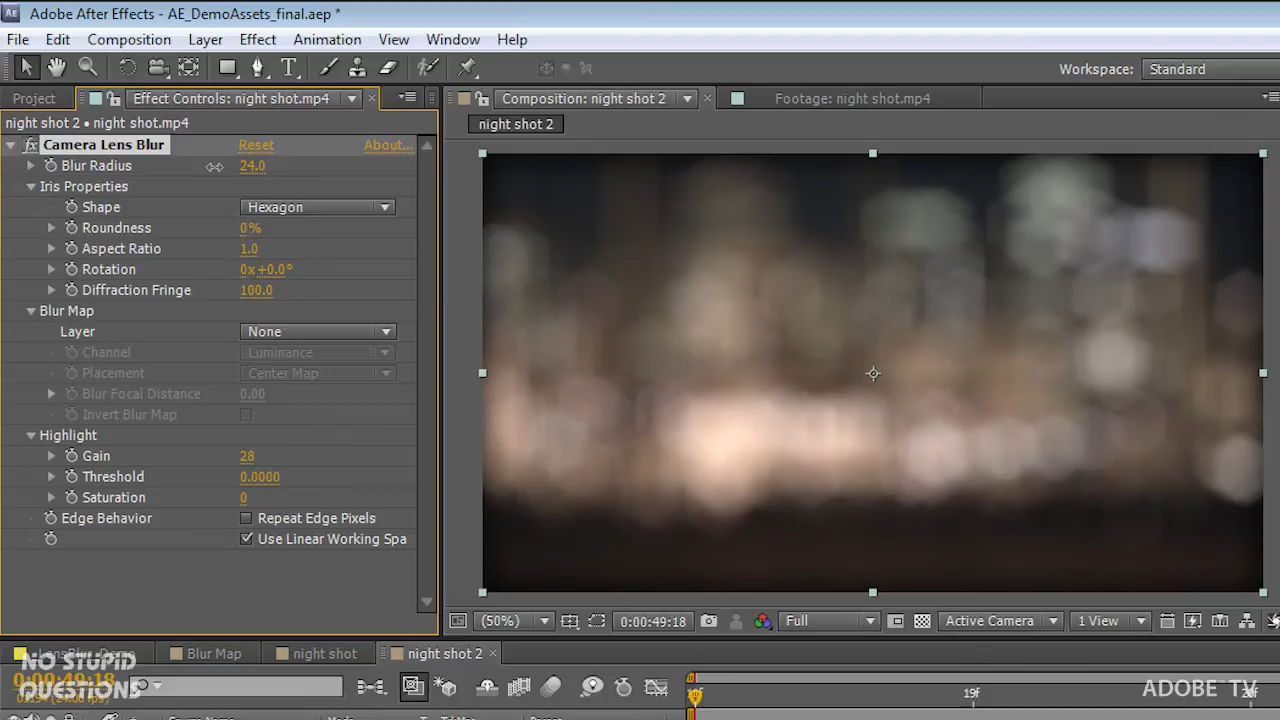 Ae Adobe After Effects - AE_DemoAssets_final.aep *
File Edit Composition Layer Effect Animation View Window Help
Workspace: Standard
Project Effect Controls: night shot.mp4 Composition: night shot 2 Footage: night shot.mp4
night shot 2 • night shot.mp4
night shot 2
fx Camera Lens Blur Reset About...
Blur Radius 24.0
Iris Properties
Shape Hexagon
Roundness 0%
Aspect Ratio 1.0
Rotation 0x+0.0°
Diffraction Fringe 100.0
Blur Map
Layer None
Channel Luminance
Placement Center Map
Blur Focal Distance 0.00
Invert Blur Map
Highlight
Gain 28
Threshold 0.0000
Saturation 0
Edge Behavior Repeat Edge Pixels
Use Linear Working Spa
(50%) 0:00:49:18 Full Active Camera 1 View
LensBlur_Demo Blur Map night shot night shot 2
NO STUPID
QUESTIONS
0:00:49:18
19f
ADOBE™ TV